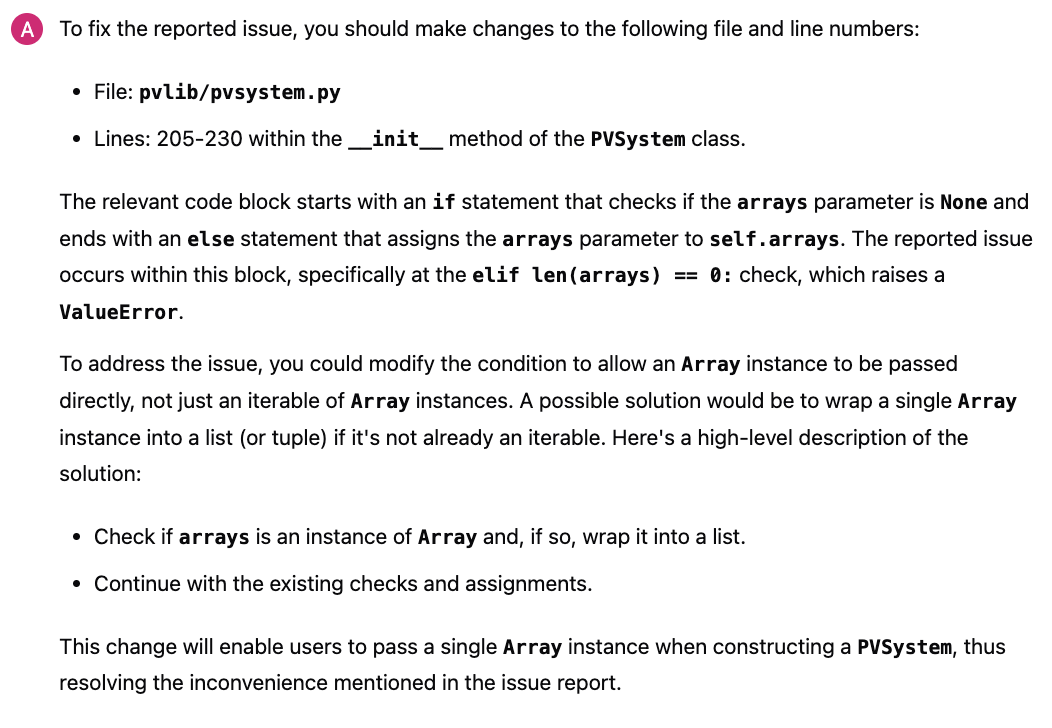 A To fix the reported issue, you should make changes to the following file and line numbers:
• File: pvlib/pvsystem.py
• Lines: 205-230 within the __init__ method of the PVSystem class.
The relevant code block starts with an if statement that checks if the arrays parameter is None and
ends with an else statement that assigns the arrays parameter to self.arrays. The reported issue
occurs within this block, specifically at the elif len(arrays) == 0: check, which raises a
ValueError.
To address the issue, you could modify the condition to allow an Array instance to be passed
directly, not just an iterable of Array instances. A possible solution would be to wrap a single Array
instance into a list (or tuple) if it's not already an iterable. Here's a high-level description of the
solution:
• Check if arrays is an instance of Array and, if so, wrap it into a list.
• Continue with the existing checks and assignments.
This change will enable users to pass a single Array instance when constructing a PVSystem, thus
resolving the inconvenience mentioned in the issue report.